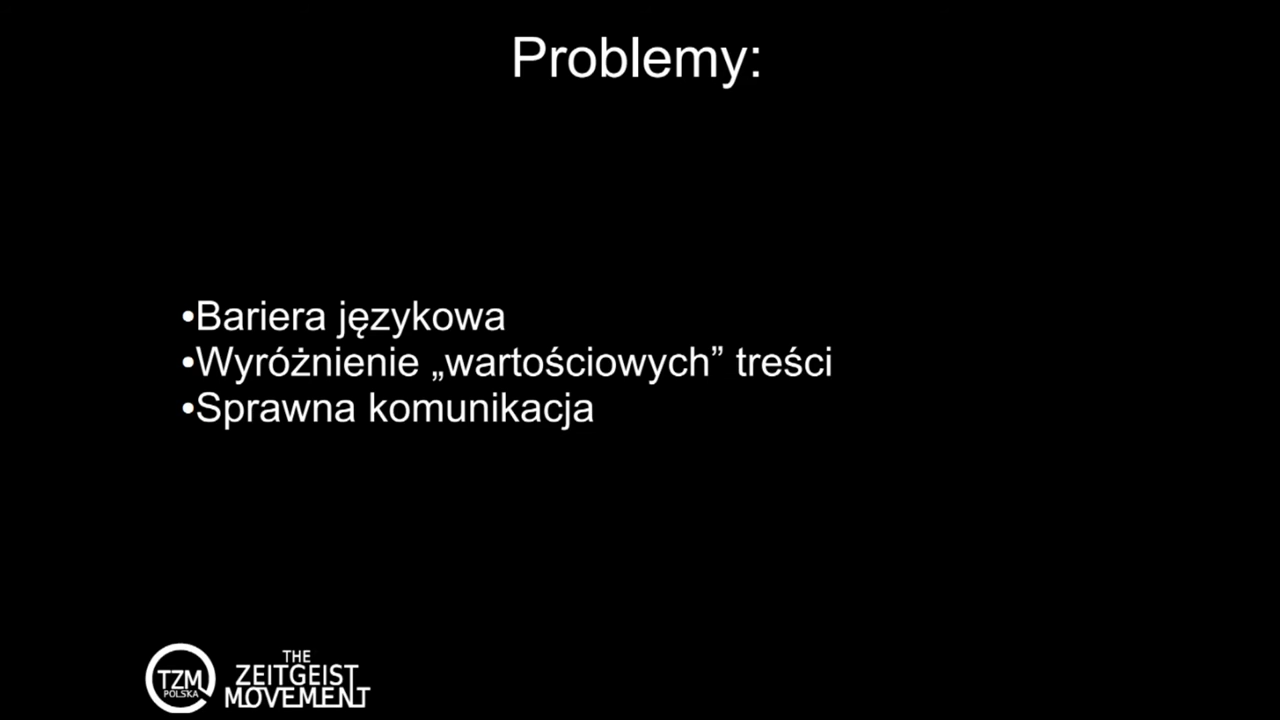 Problemy:
•Bariera językowa
•Wyróżnienie „wartościowych” treści
•Sprawna komunikacja
TZM
POLSKA
THE
ZEITGEIST
MOVEMENT